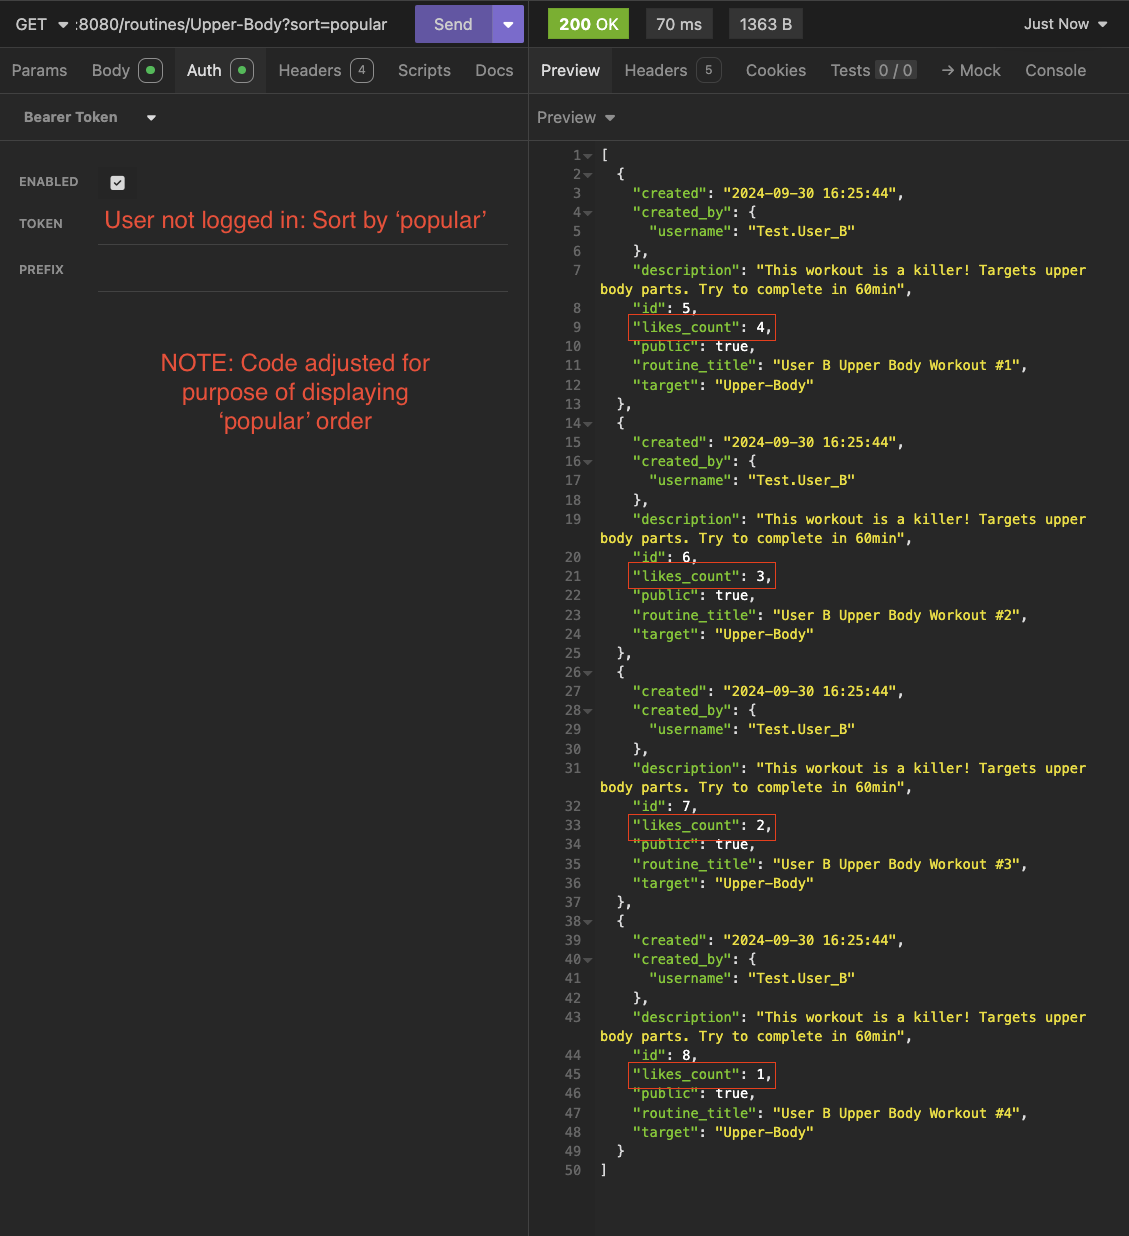 GET :8080/routines/Upper-Body?sort=popular Send 200 OK 70 ms 1363 B Just Now
Params Body Auth Headers 4 Scripts Docs Preview Headers 5 Cookies Tests 0 / 0 → Mock Console
Bearer Token Preview
ENABLED
TOKEN User not logged in: Sort by ‘popular’
PREFIX
NOTE: Code adjusted for
purpose of displaying
‘popular’ order
1 [
2 {
3 "created": "2024-09-30 16:25:44",
4 "created_by": {
5 "username": "Test.User_B"
6 },
7 "description": "This workout is a killer! Targets upper
body parts. Try to complete in 60min",
8 "id": 5,
9 "likes_count": 4,
10 "public": true,
11 "routine_title": "User B Upper Body Workout #1",
12 "target": "Upper-Body"
13 },
14 {
15 "created": "2024-09-30 16:25:44",
16 "created_by": {
17 "username": "Test.User_B"
18 },
19 "description": "This workout is a killer! Targets upper
body parts. Try to complete in 60min",
20 "id": 6,
21 "likes_count": 3,
22 "public": true,
23 "routine_title": "User B Upper Body Workout #2",
24 "target": "Upper-Body"
25 },
26 {
27 "created": "2024-09-30 16:25:44",
28 "created_by": {
29 "username": "Test.User_B"
30 },
31 "description": "This workout is a killer! Targets upper
body parts. Try to complete in 60min",
32 "id": 7,
33 "likes_count": 2,
34 "public": true,
35 "routine_title": "User B Upper Body Workout #3",
36 "target": "Upper-Body"
37 },
38 {
39 "created": "2024-09-30 16:25:44",
40 "created_by": {
41 "username": "Test.User_B"
42 },
43 "description": "This workout is a killer! Targets upper
body parts. Try to complete in 60min",
44 "id": 8,
45 "likes_count": 1,
46 "public": true,
47 "routine_title": "User B Upper Body Workout #4",
48 "target": "Upper-Body"
49 }
50 ]